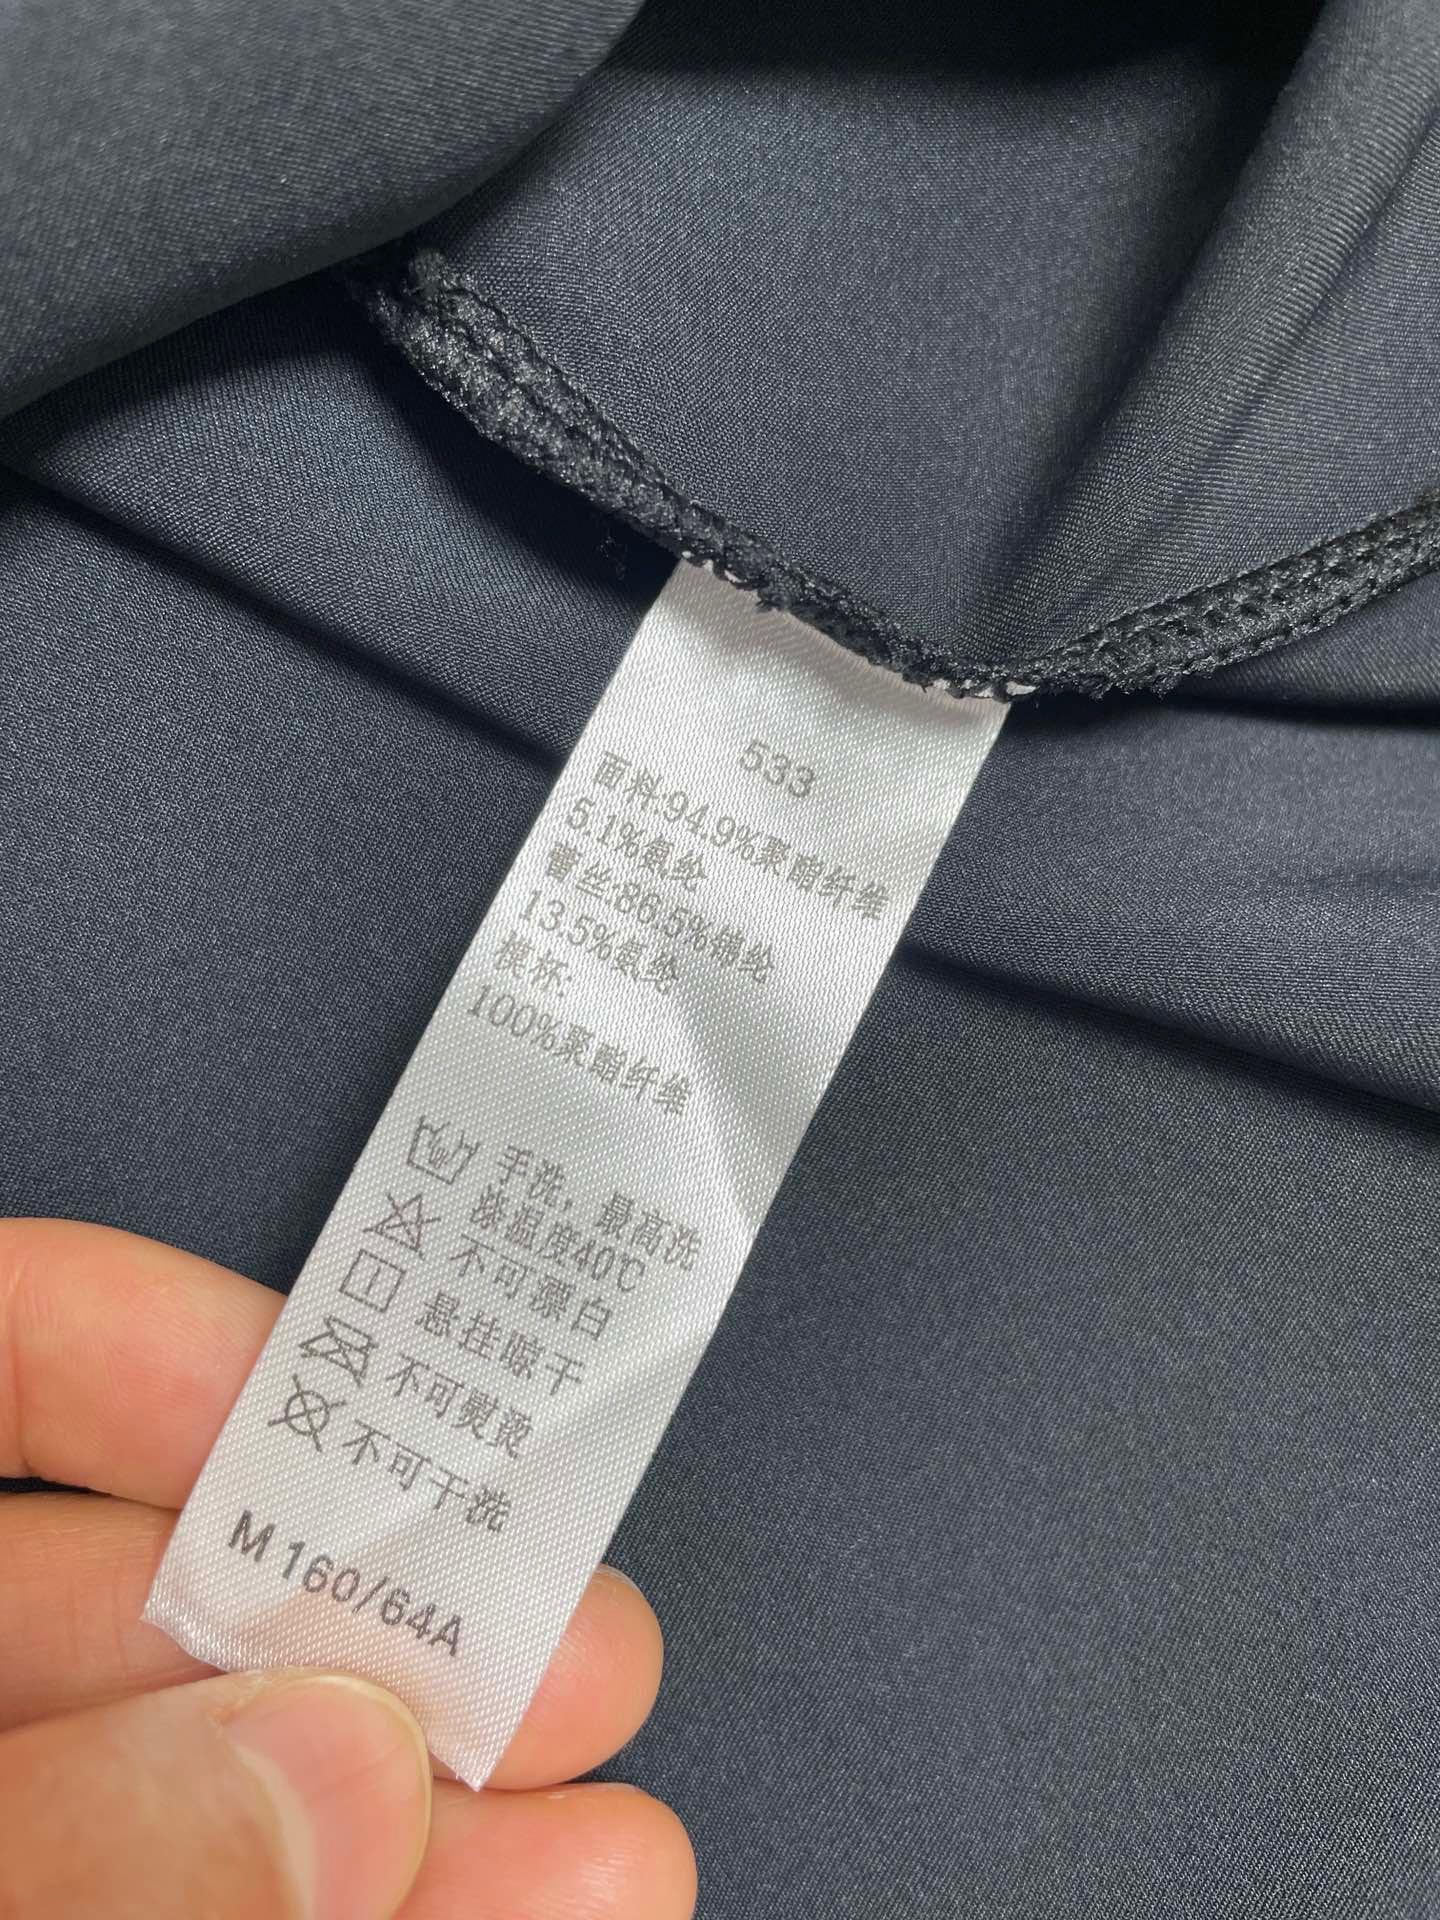 533
面料:94.9%聚酯纤维
5.1%氨纶
蕾丝:86.5%锦纶
13.5%氨纶
模杯:
100%聚酯纤维
手洗，最高洗
涤温度40℃
不可漂白
悬挂晾干
不可熨烫
不可干洗
M 160/64A